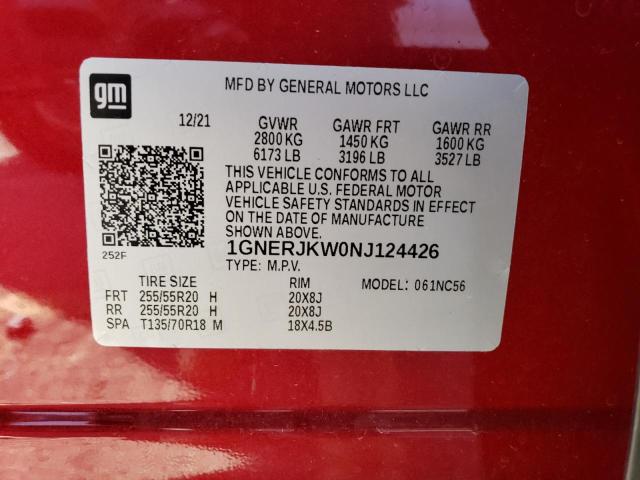 gm
MFD BY GENERAL MOTORS LLC
12/21 GVWR GAWR FRT GAWR RR
2800 KG 1450 KG 1600 KG
6173 LB 3196 LB 3527 LB
THIS VEHICLE CONFORMS TO ALL
APPLICABLE U.S. FEDERAL MOTOR
VEHICLE SAFETY STANDARDS IN EFFECT
ON THE DATE OF MANUFACTURE
SHOWN ABOVE.
252F
1GNERJKW0NJ124426
TYPE: M.P.V.
TIRE SIZE RIM MODEL: 061NC56
FRT 255/55R20 H 20X8J
RR 255/55R20 H 20X8J
SPA T135/70R18 M 18X4.5B